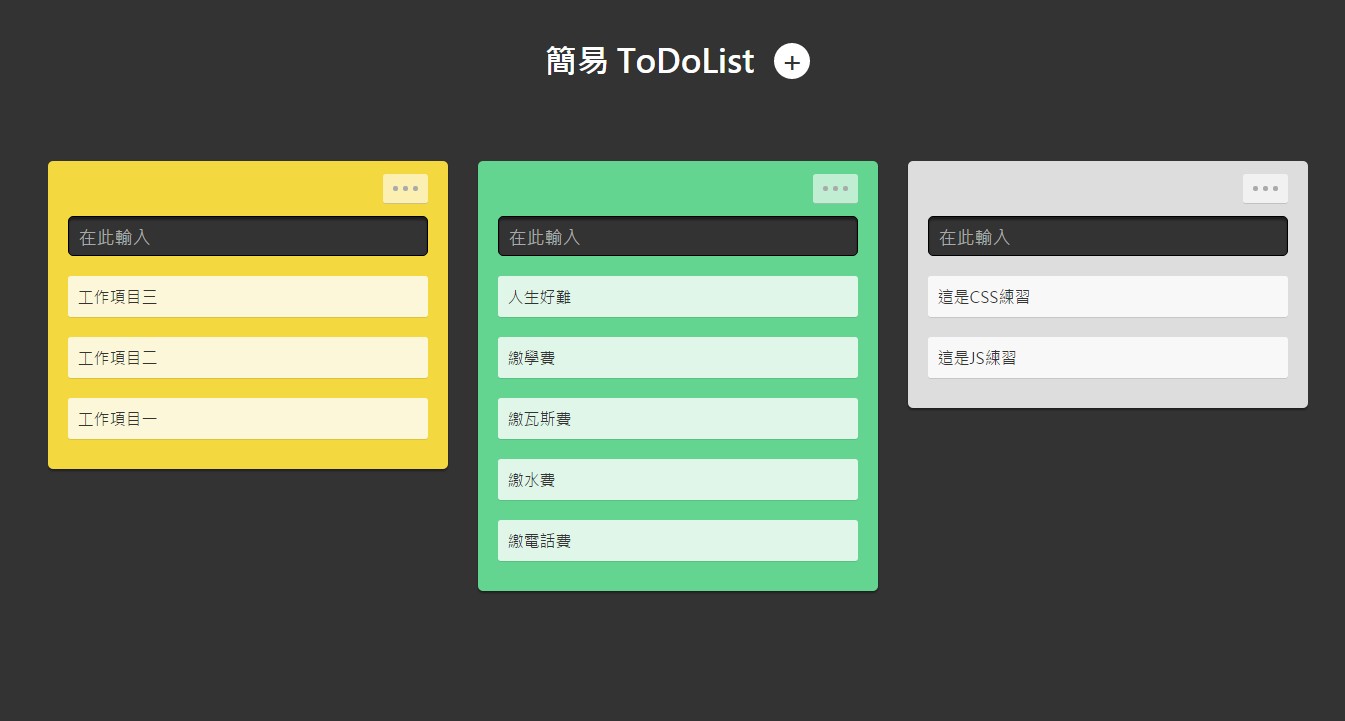 簡易 ToDoList +
在此輸入
工作項目三
工作項目二
工作項目一
在此輸入
人生好難
繳學費
繳瓦斯費
繳水費
繳電話費
在此輸入
這是CSS練習
這是JS練習